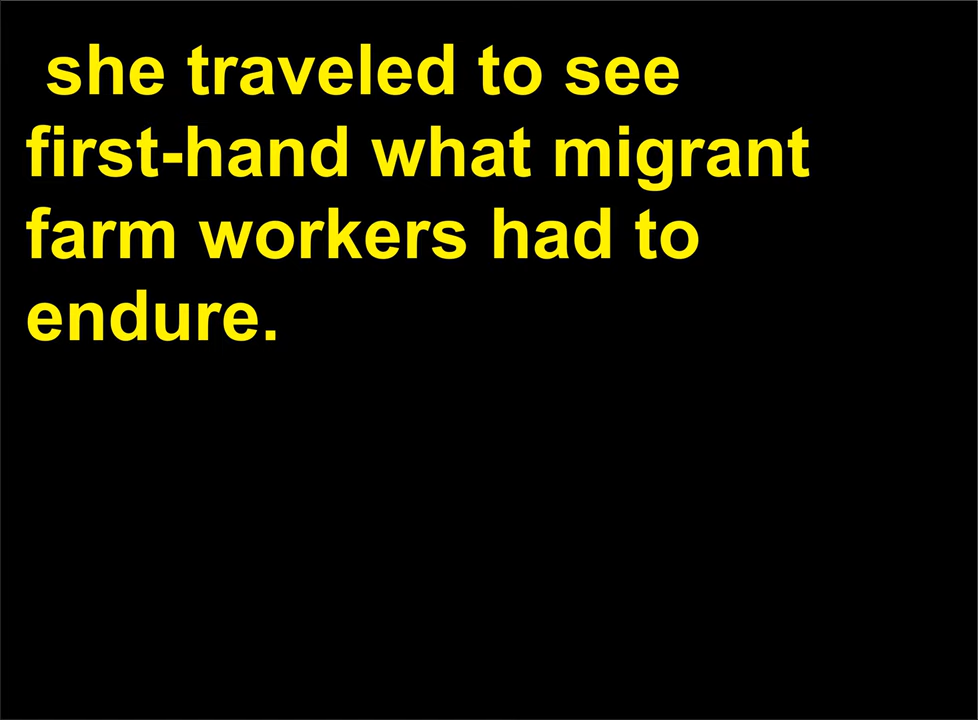 she traveled to see
first-hand what migrant
farm workers had to
endure.